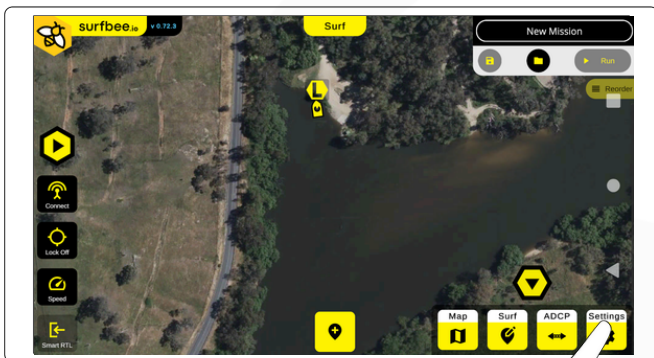 surfbee.io
v 0.72.3
Surf
New Mission
Run
Reorder
L
Connect
Lock Off
Speed
Smart RTL
Map
Surf
ADCP
Settings